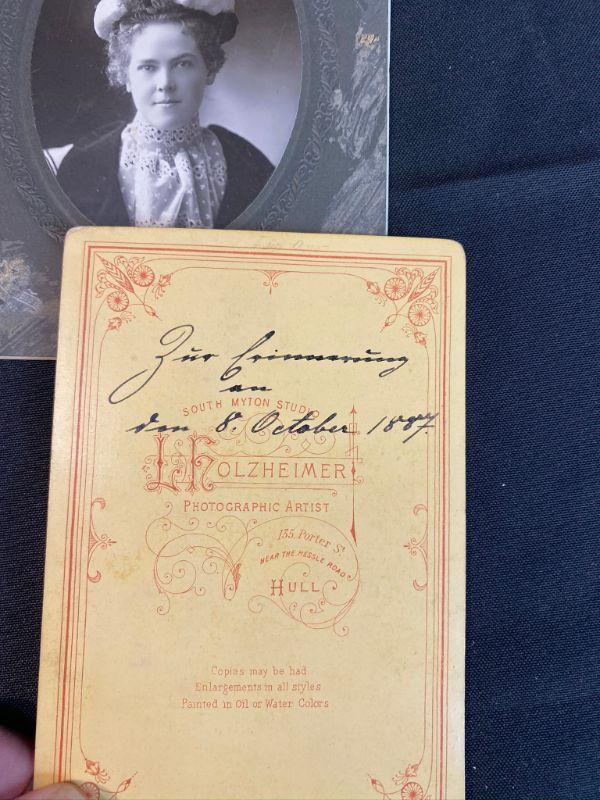 Zur Erinnerung
an
SOUTH MYTON STUDIO
den 8. October 1887.
L. HOLZHEIMER
PHOTOGRAPHIC ARTIST
135, Porter St
NEAR THE HESSLE ROAD
HULL
Copies may be had
Enlargements in all styles
Painted in Oil or Water Colors